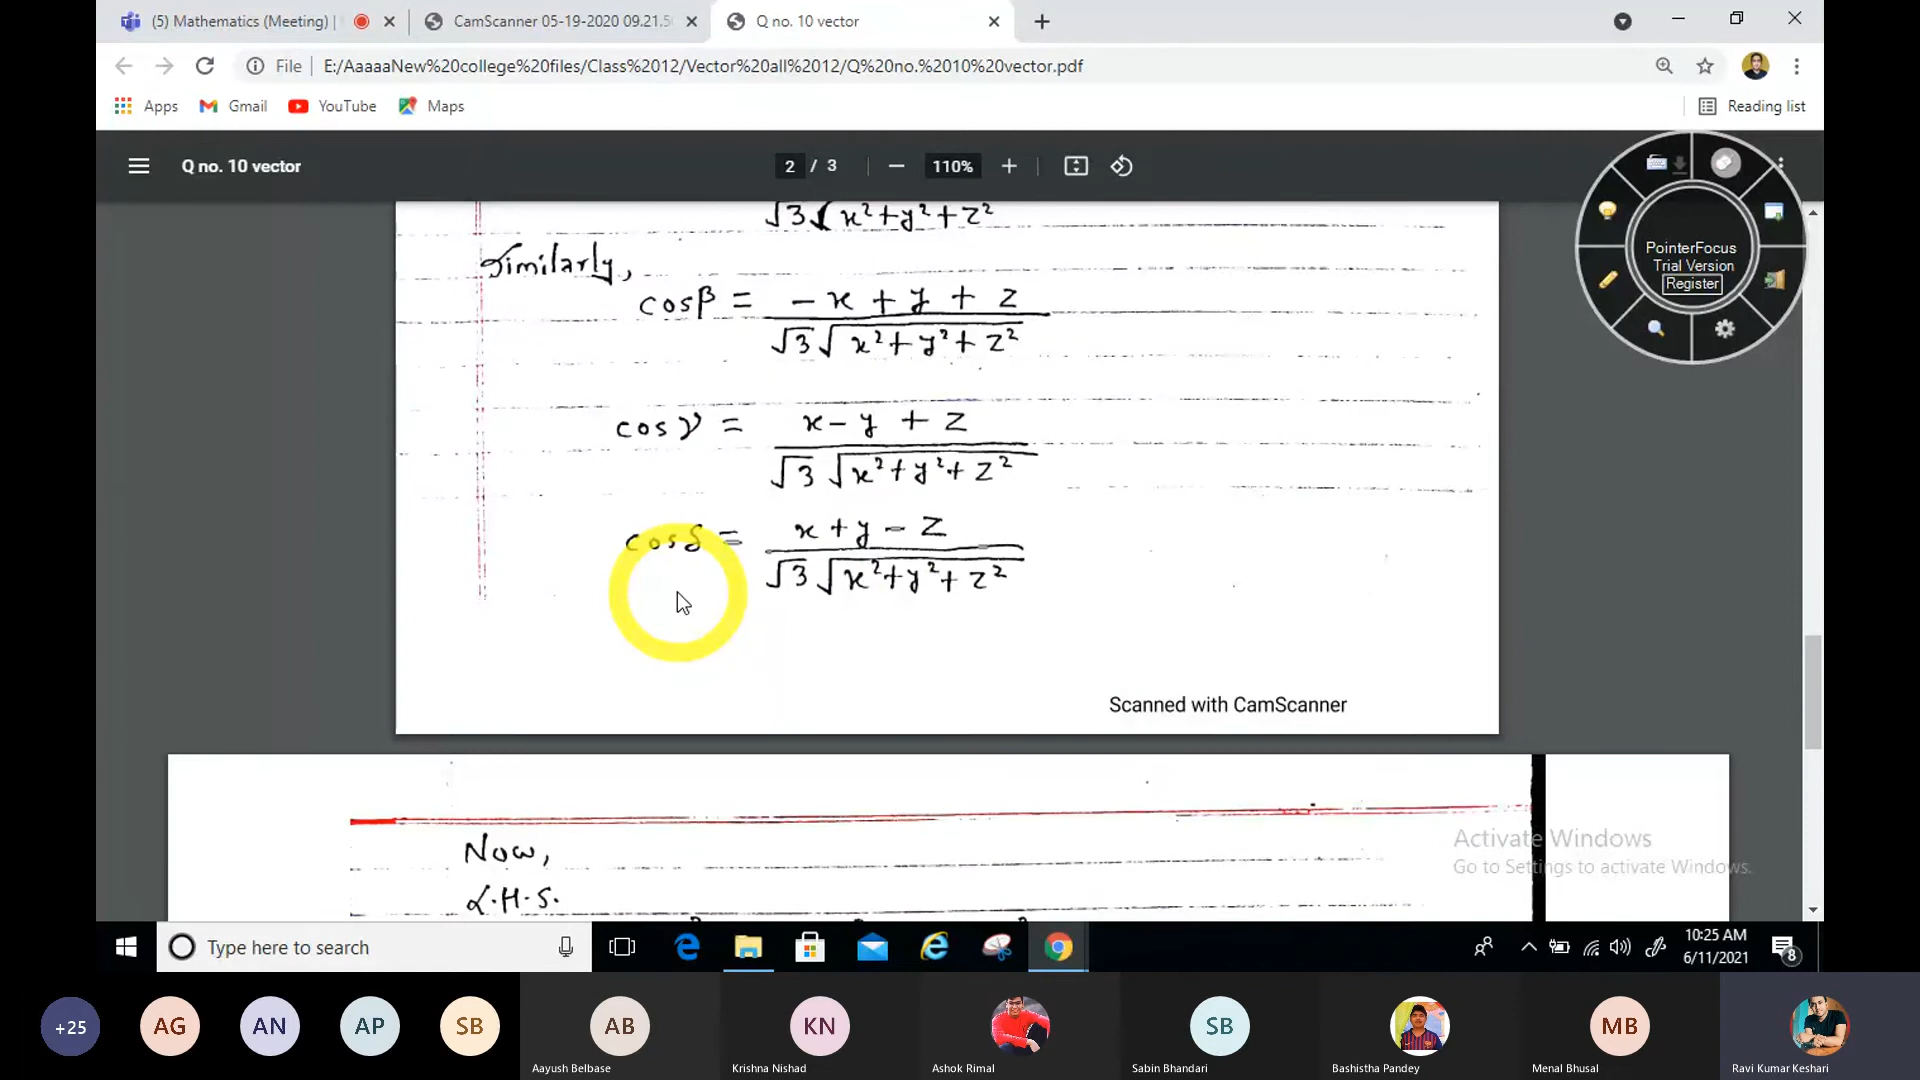 (5) Mathematics (Meeting) |
CamScanner 05-19-2020 09.21.5
Q no. 10 vector
File | E:/AaaaaNew%20college%20files/Class%2012/Vector%20all%2012/Q%20no.%2010%20vector.pdf
Apps Gmail YouTube Maps Reading list
Q no. 10 vector 2 / 3 110%
PointerFocus
Trial Version
Register
√3√x²+y²+z²
Similarly,
cosβ = -x + y + z
√3√x²+y²+z²
cosγ = x-y + z
√3√x²+y²+z²
cosδ = x+y-z
√3√x²+y²+z²
Scanned with CamScanner
Now,
L.H.S.
Activate Windows
Go to Settings to activate Windows.
Type here to search
10:25 AM
6/11/2021
8
+25 AG AN AP SB AB KN SB MB
Aayush Belbase Krishna Nishad Ashok Rimal Sabin Bhandari Bashistha Pandey Menal Bhusal Ravi Kumar Keshari